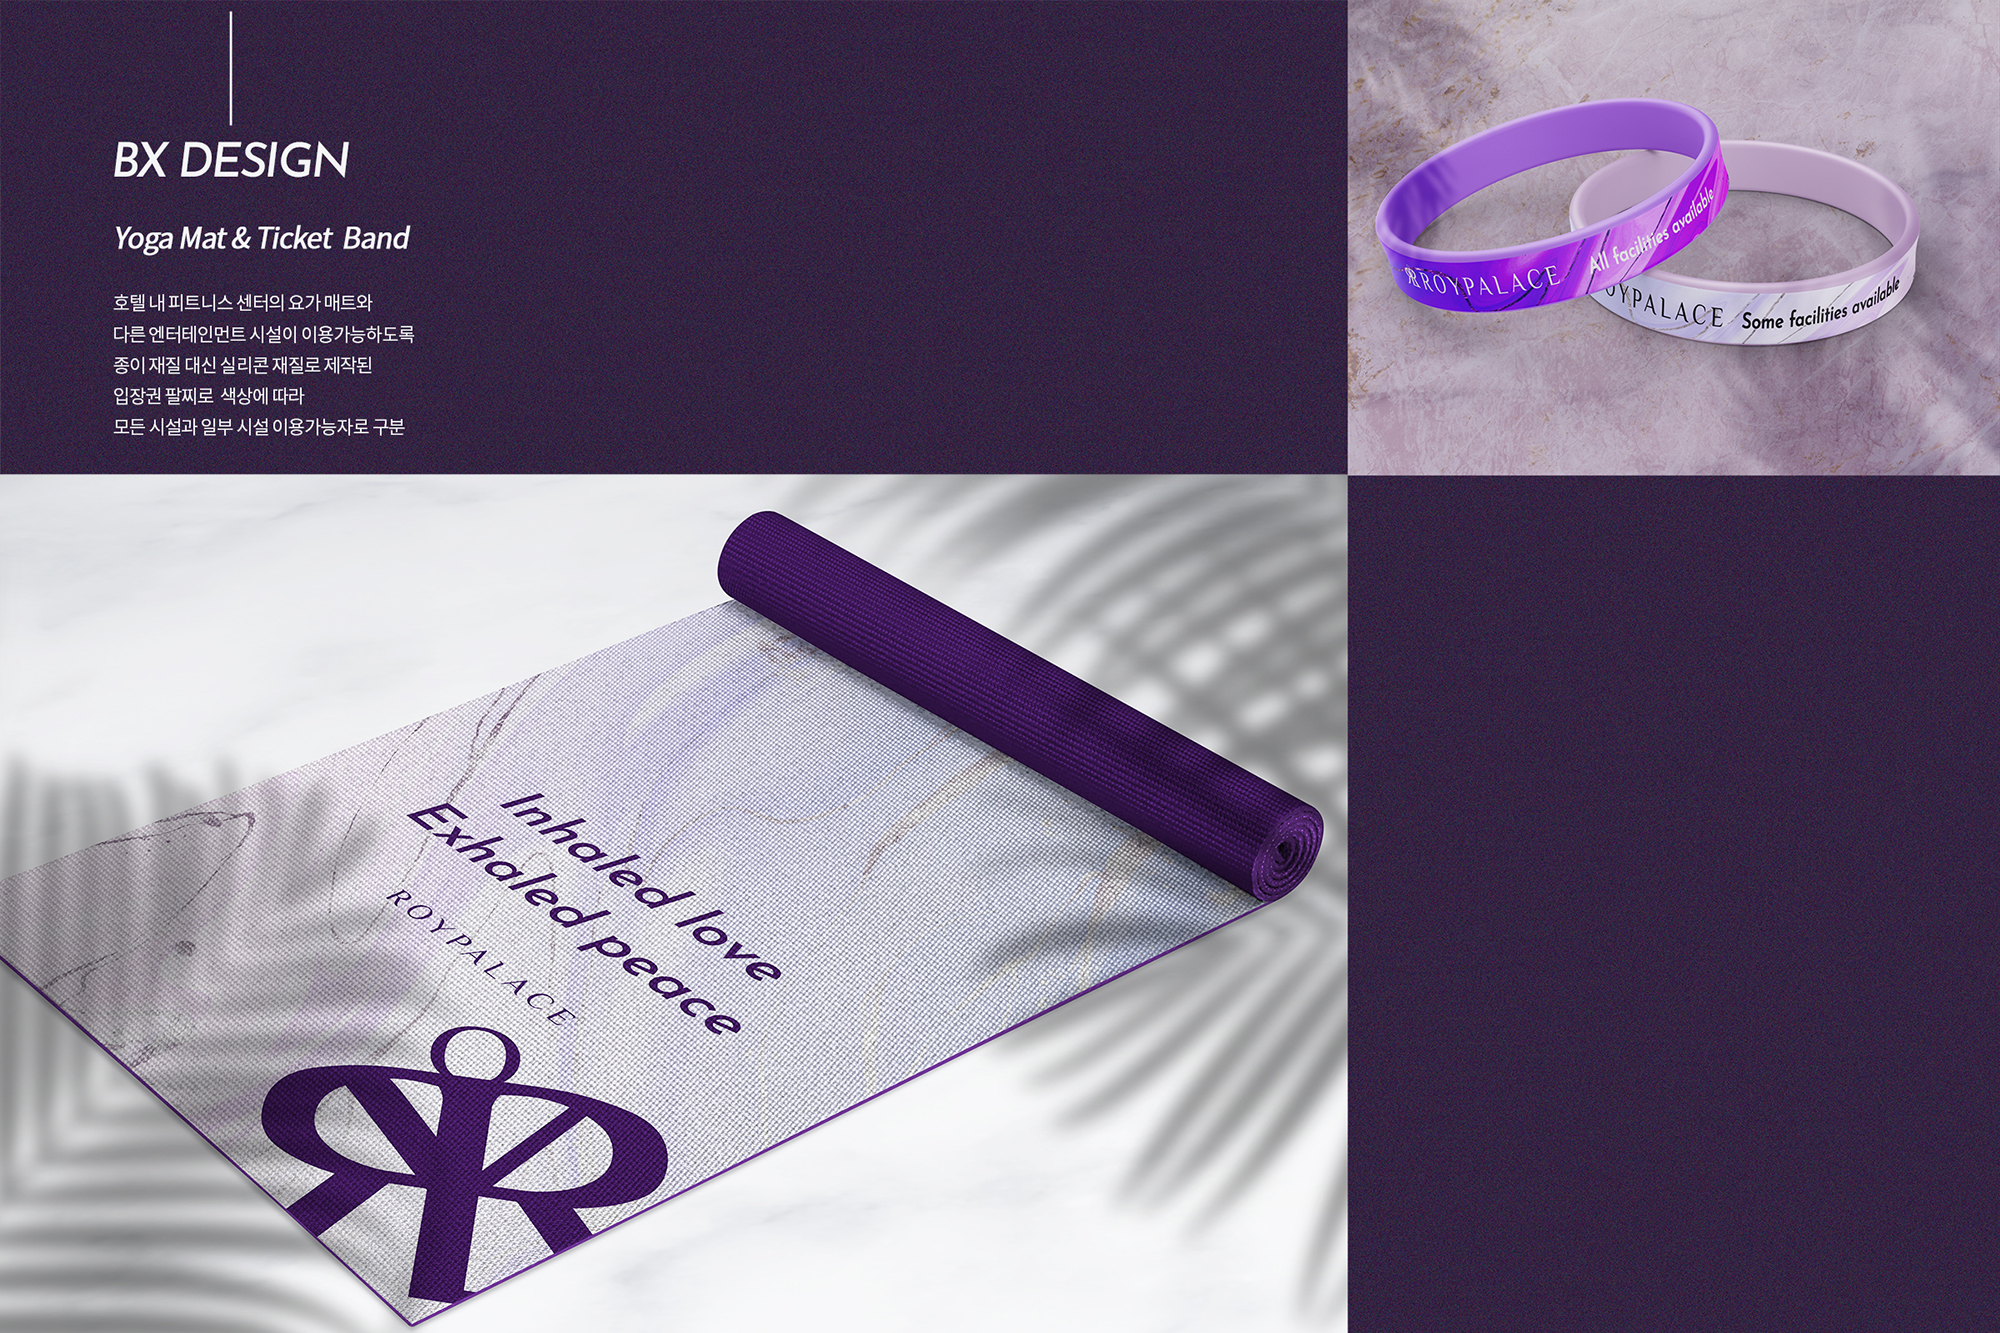 BX DESIGN
Yoga Mat & Ticket Band
호텔 내 피트니스 센터의 요가 매트와
다른 엔터테인먼트 시설이 이용가능하도록
종이 재질 대신 실리콘 재질로 제작된
입장권 팔찌로 색상에 따라
모든 시설과 일부 시설 이용가능자로 구분
ROYPALACE All facilities available
OYPALACE Some facilities available
Inhaled love
Exhaled peace
ROYPALACE